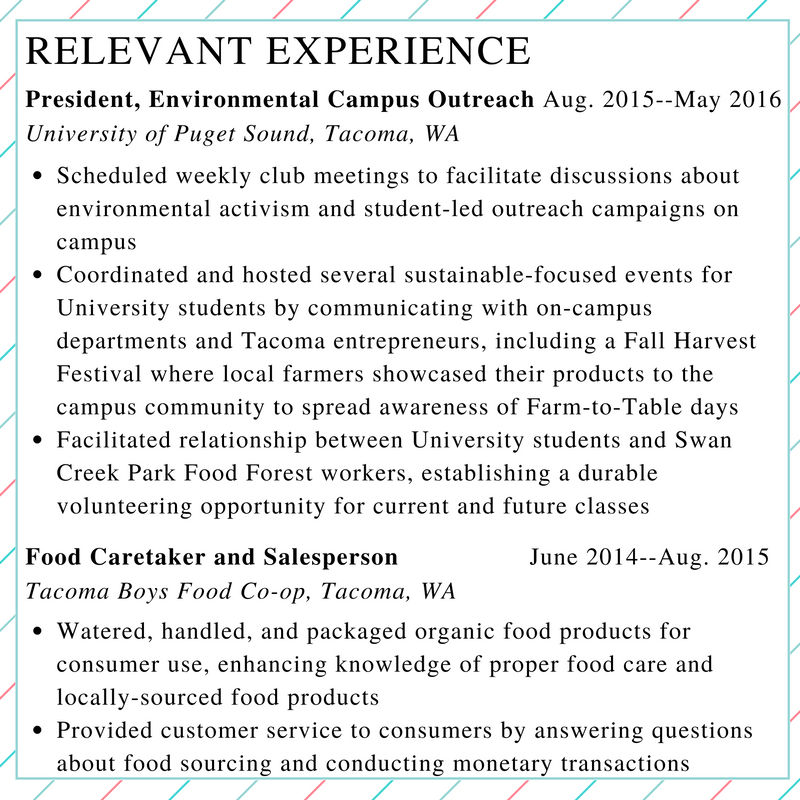 RELEVANT EXPERIENCE
President, Environmental Campus Outreach Aug. 2015--May 2016
University of Puget Sound, Tacoma, WA
• Scheduled weekly club meetings to facilitate discussions about
environmental activism and student-led outreach campaigns on
campus
• Coordinated and hosted several sustainable-focused events for
University students by communicating with on-campus
departments and Tacoma entrepreneurs, including a Fall Harvest
Festival where local farmers showcased their products to the
campus community to spread awareness of Farm-to-Table days
• Facilitated relationship between University students and Swan
Creek Park Food Forest workers, establishing a durable
volunteering opportunity for current and future classes
Food Caretaker and Salesperson June 2014--Aug. 2015
Tacoma Boys Food Co-op, Tacoma, WA
• Watered, handled, and packaged organic food products for
consumer use, enhancing knowledge of proper food care and
locally-sourced food products
• Provided customer service to consumers by answering questions
about food sourcing and conducting monetary transactions